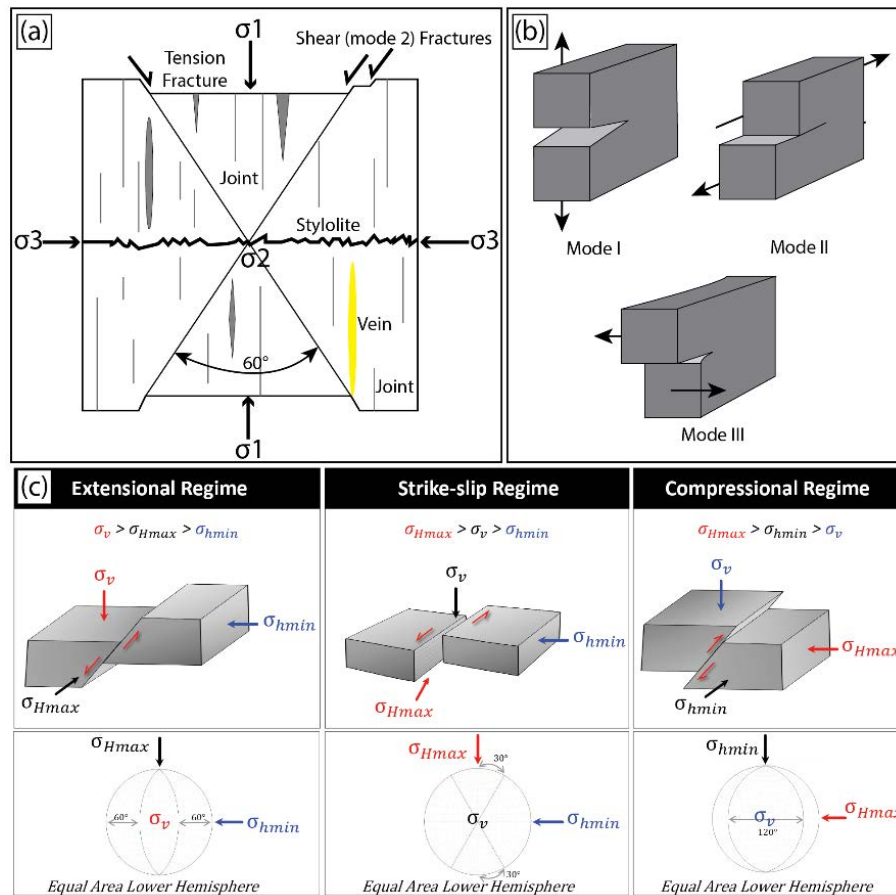 (a)
σ1
Tension
Fracture
Shear (mode 2) Fractures
Joint
Stylolite
σ3
σ3
σ2
Vein
60°
Joint
σ1
(b)
Mode I
Mode II
Mode III
(c)
Extensional Regime
Strike-slip Regime
Compressional Regime
σv > σHmax > σhmin
σHmax > σv > σhmin
σHmax > σhmin > σv
σv
σhmin
σHmax
σv
σhmin
σHmax
σv
σHmax
σhmin
σHmax
60°
σv
60°
σhmin
Equal Area Lower Hemisphere
σHmax
30°
σv
σhmin
30°
Equal Area Lower Hemisphere
σhmin
σv
120°
σHmax
Equal Area Lower Hemisphere